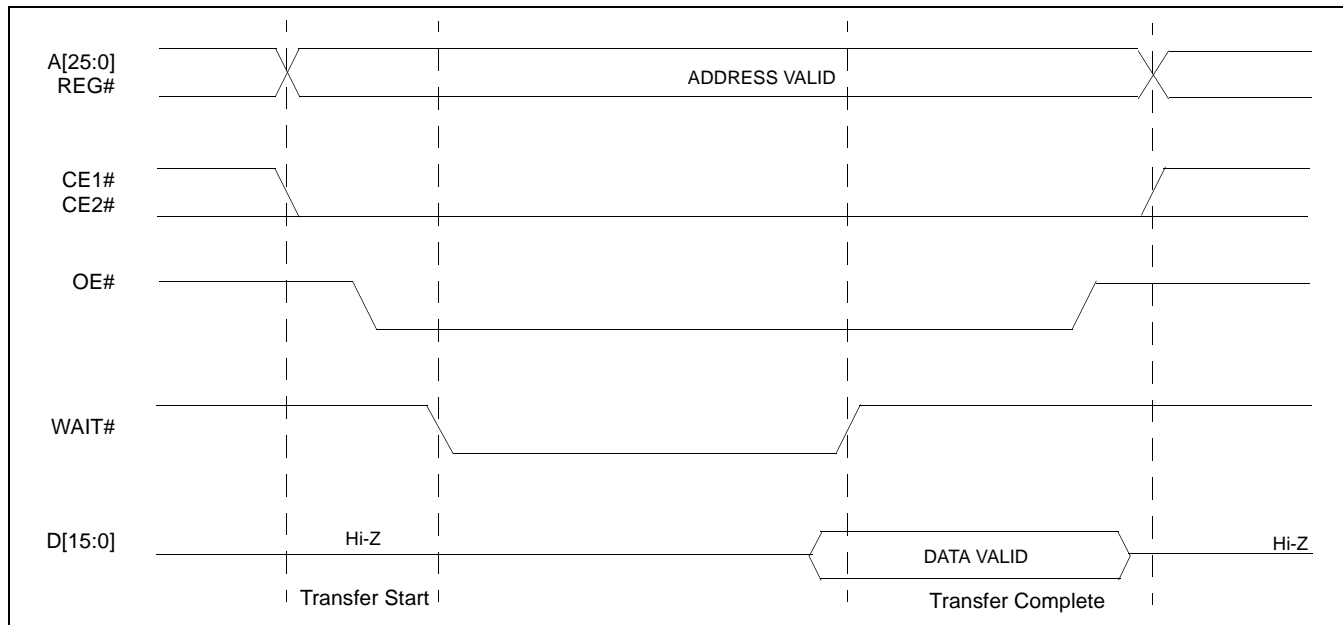 A[25:0]
REG#
ADDRESS VALID
CE1#
CE2#
OE#
WAIT#
D[15:0]
Hi-Z
DATA VALID
Hi-Z
Transfer Start
Transfer Complete